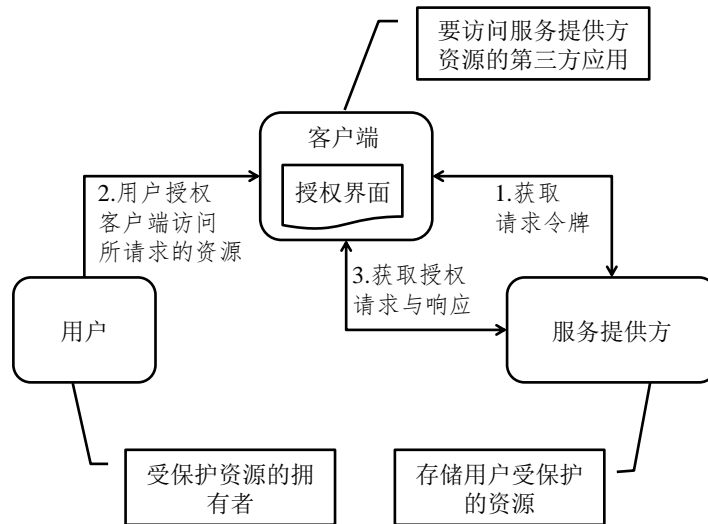 要访问服务提供方
资源的第三方应用
客户端
授权界面
2.用户授权
客户端访问
所请求的资源
1.获取
请求令牌
3.获取授权
请求与响应
用户
服务提供方
受保护资源的拥
有者
存储用户受保护
的资源